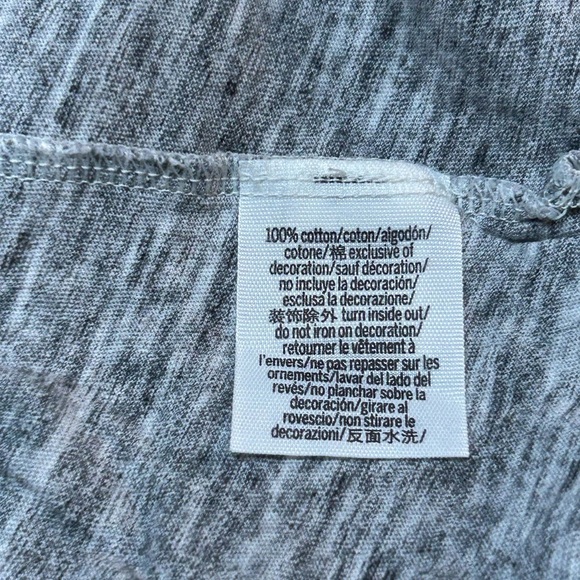 100% cotton/coton/algodón/
cotone/棉 exclusive of
decoration/sauf décoration/
no incluye la decoración/
esclusa la decorazione/
装饰除外 turn inside out/
do not iron on decoration/
retourner le vêtement à
l'envers/ne pas repasser sur les
ornements/lavar del lado del
revés/no planchar sobre la
decoración/girare al
rovescio/non stirare le
decorazioni/反面水洗/